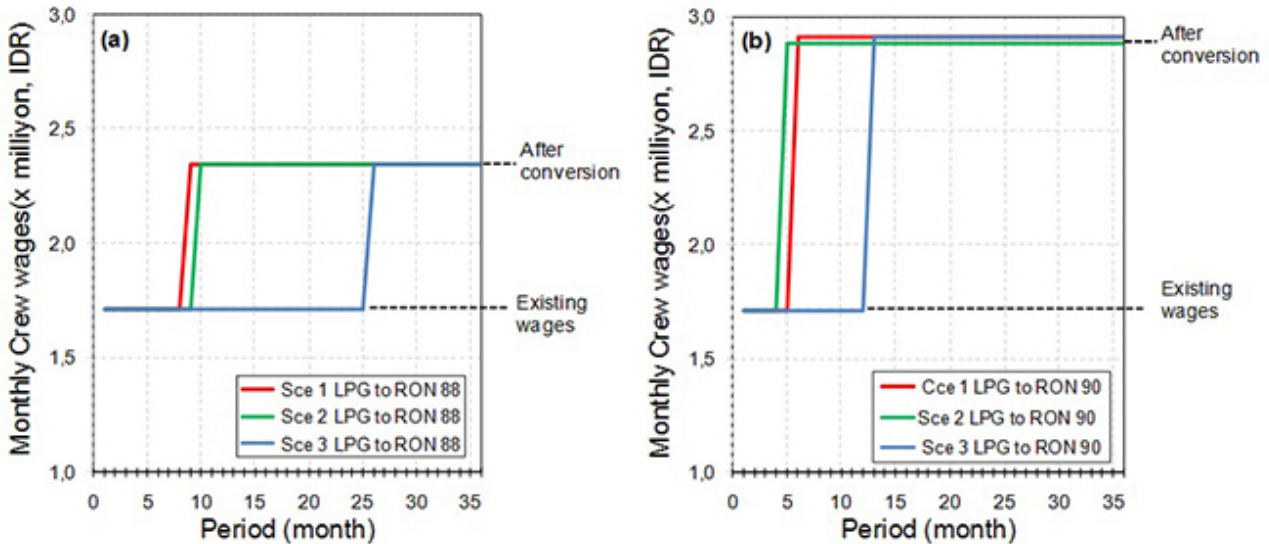 Monthly Crew wages(x milliyon, IDR)
3,0
2,5
2,0
1,5
1,0
(a)
After
conversion
Existing
wages
Sce 1 LPG to RON 88
Sce 2 LPG to RON 88
Sce 3 LPG to RON 88
0 5 10 15 20 25 30 35
Period (month)
Monthly Crew wages(x milliyon, IDR)
3,0
2,5
2,0
1,5
1,0
(b)
After
conversion
Existing
wages
Cce 1 LPG to RON 90
Sce 2 LPG to RON 90
Sce 3 LPG to RON 90
0 5 10 15 20 25 30 35
Period (month)